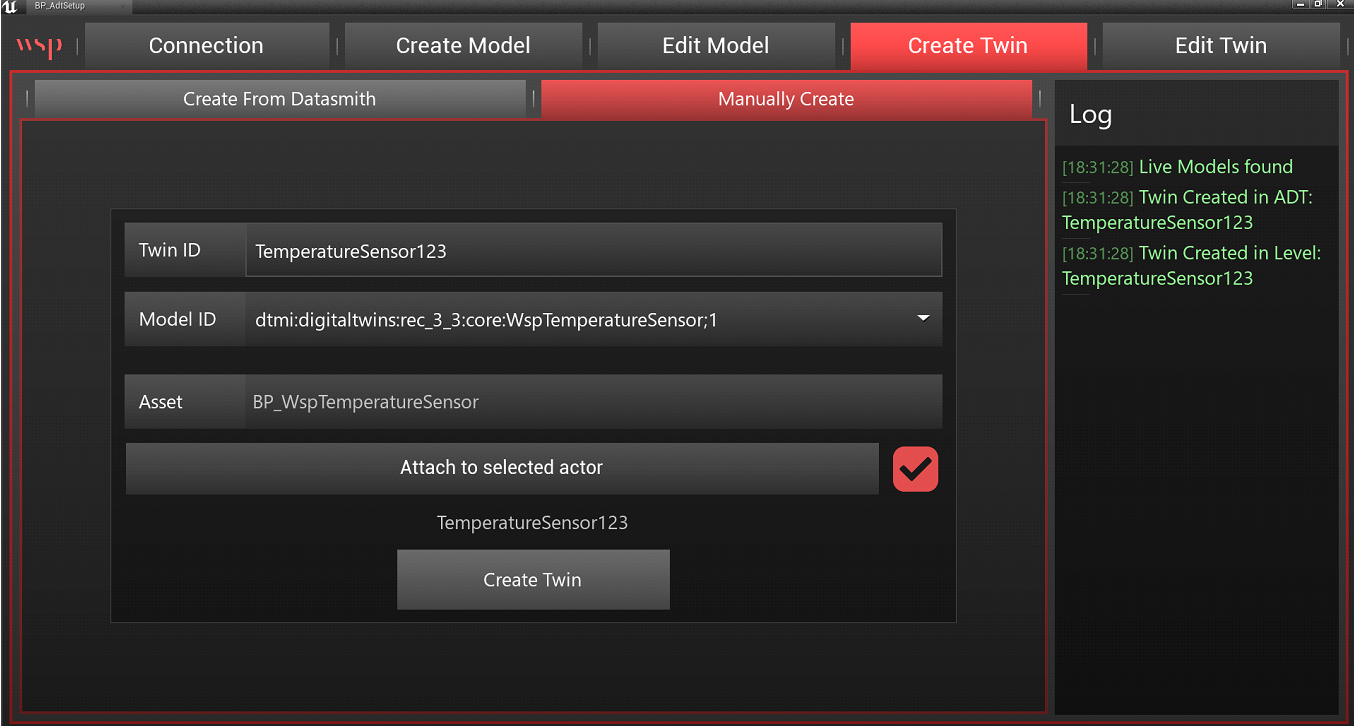 BP_AdtSetup
wsp
Connection
Create Model
Edit Model
Create Twin
Edit Twin
Create From Datasmith
Manually Create
Twin ID
TemperatureSensor123
Model ID
dtmi:digitaltwins:rec_3_3:core:WspTemperatureSensor;1
Asset
BP_WspTemperatureSensor
Attach to selected actor
TemperatureSensor123
Create Twin
Log
[18:31:28] Live Models found
[18:31:28] Twin Created in ADT:
TemperatureSensor123
[18:31:28] Twin Created in Level:
TemperatureSensor123